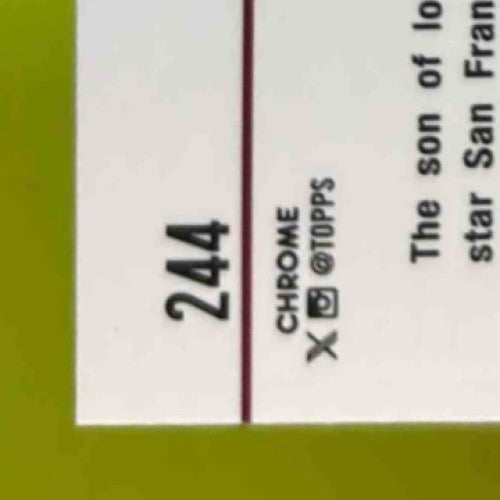 244
CHROME
X @TOPPS
The son of lo
star San Fran